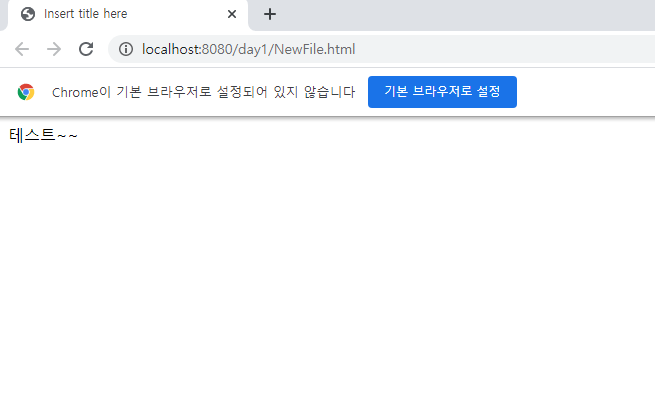 Insert title here
localhost:8080/day1/NewFile.html
Chrome이 기본 브라우저로 설정되어 있지 않습니다 기본 브라우저로 설정
테스트~~